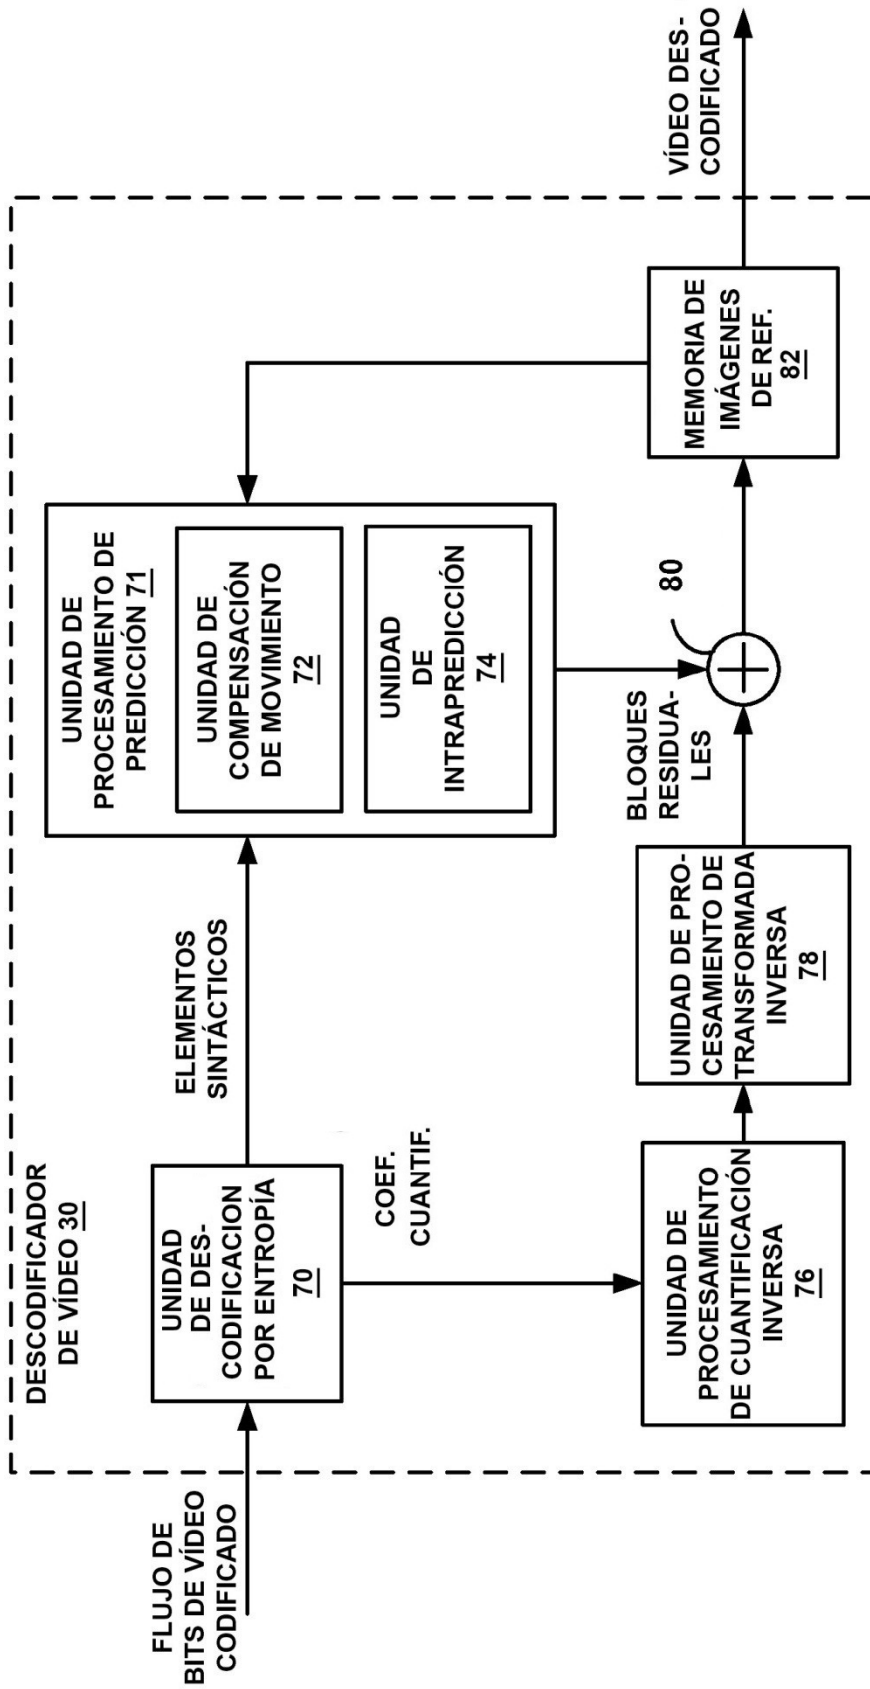 DESCODIFICADOR
DE VÍDEO 30
FLUJO DE
BITS DE VÍDEO
CODIFICADO
UNIDAD
DE DES-
CODIFICACION
POR ENTROPÍA
70
ELEMENTOS
SINTÁCTICOS
COEF.
CUANTIF.
UNIDAD DE
PROCESAMIENTO DE
PREDICCIÓN 71
UNIDAD DE
COMPENSACIÓN
DE MOVIMIENTO
72
UNIDAD
DE
INTRAPREDICCIÓN
74
UNIDAD DE
PROCESAMIENTO
DE CUANTIFICACIÓN
INVERSA
76
UNIDAD DE PRO-
CESAMIENTO DE
TRANSFORMADA
INVERSA
78
BLOQUES
RESIDUA-
LES
80
MEMORIA DE
IMÁGENES
DE REF.
82
VÍDEO DES-
CODIFICADO